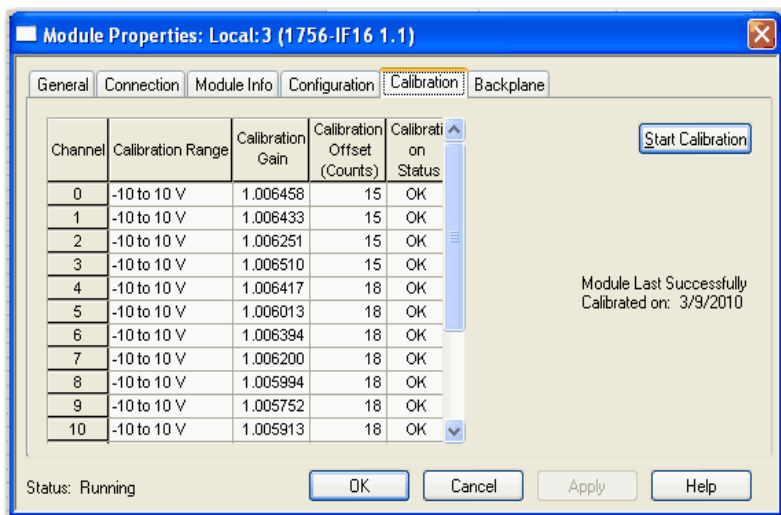 Module Properties: Local:3 (1756-IF16 1.1)
General Connection Module Info Configuration Calibration Backplane
Channel Calibration Range Calibration Gain Calibration Offset (Counts) Calibrati on Status
Start Calibration
0 -10 to 10 V 1.006458 15 OK
1 -10 to 10 V 1.006433 15 OK
2 -10 to 10 V 1.006251 15 OK
3 -10 to 10 V 1.006510 15 OK
4 -10 to 10 V 1.006417 18 OK
5 -10 to 10 V 1.006013 18 OK
6 -10 to 10 V 1.006394 18 OK
7 -10 to 10 V 1.006200 18 OK
8 -10 to 10 V 1.005994 18 OK
9 -10 to 10 V 1.005752 18 OK
10 -10 to 10 V 1.005913 18 OK
Module Last Successfully
Calibrated on: 3/9/2010
Status: Running
OK Cancel Apply Help